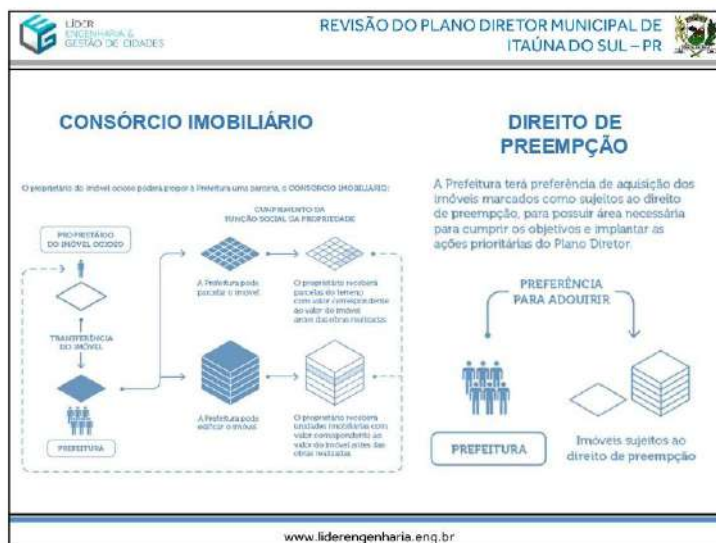 LÍDER
ENGENHARIA &
GESTÃO DE CIDADES
REVISÃO DO PLANO DIRETOR MUNICIPAL DE
ITAÚNA DO SUL – PR
CONSÓRCIO IMOBILIÁRIO
O proprietário do imóvel ocioso poderá propor à Prefeitura uma parceria, o CONSÓRCIO IMOBILIÁRIO:
PROPRIETÁRIO
DO IMÓVEL OCIOSO
TRANSFERÊNCIA
DO IMÓVEL
PREFEITURA
CUMPRIMENTO DA
FUNÇÃO SOCIAL DA PROPRIEDADE
A Prefeitura pode
parcelar o imóvel
O proprietário receberá
parcelas do terreno
com valor correspondente
ao valor do imóvel
antes das obras realizadas
A Prefeitura pode
edificar o imóvel
O proprietário receberá
unidades imobiliárias com
valor correspondente ao
valor do imóvel antes das
obras realizadas
DIREITO DE
PREEMPÇÃO
A Prefeitura terá preferência de aquisição dos
imóveis marcados como sujeitos ao direito
de preempção, para possuir área necessária
para cumprir os objetivos e implantar as
ações prioritárias do Plano Diretor.
PREFERÊNCIA
PARA ADQUIRIR
PREFEITURA
Imóveis sujeitos ao
direito de preempção
www.liderengenharia.eng.br